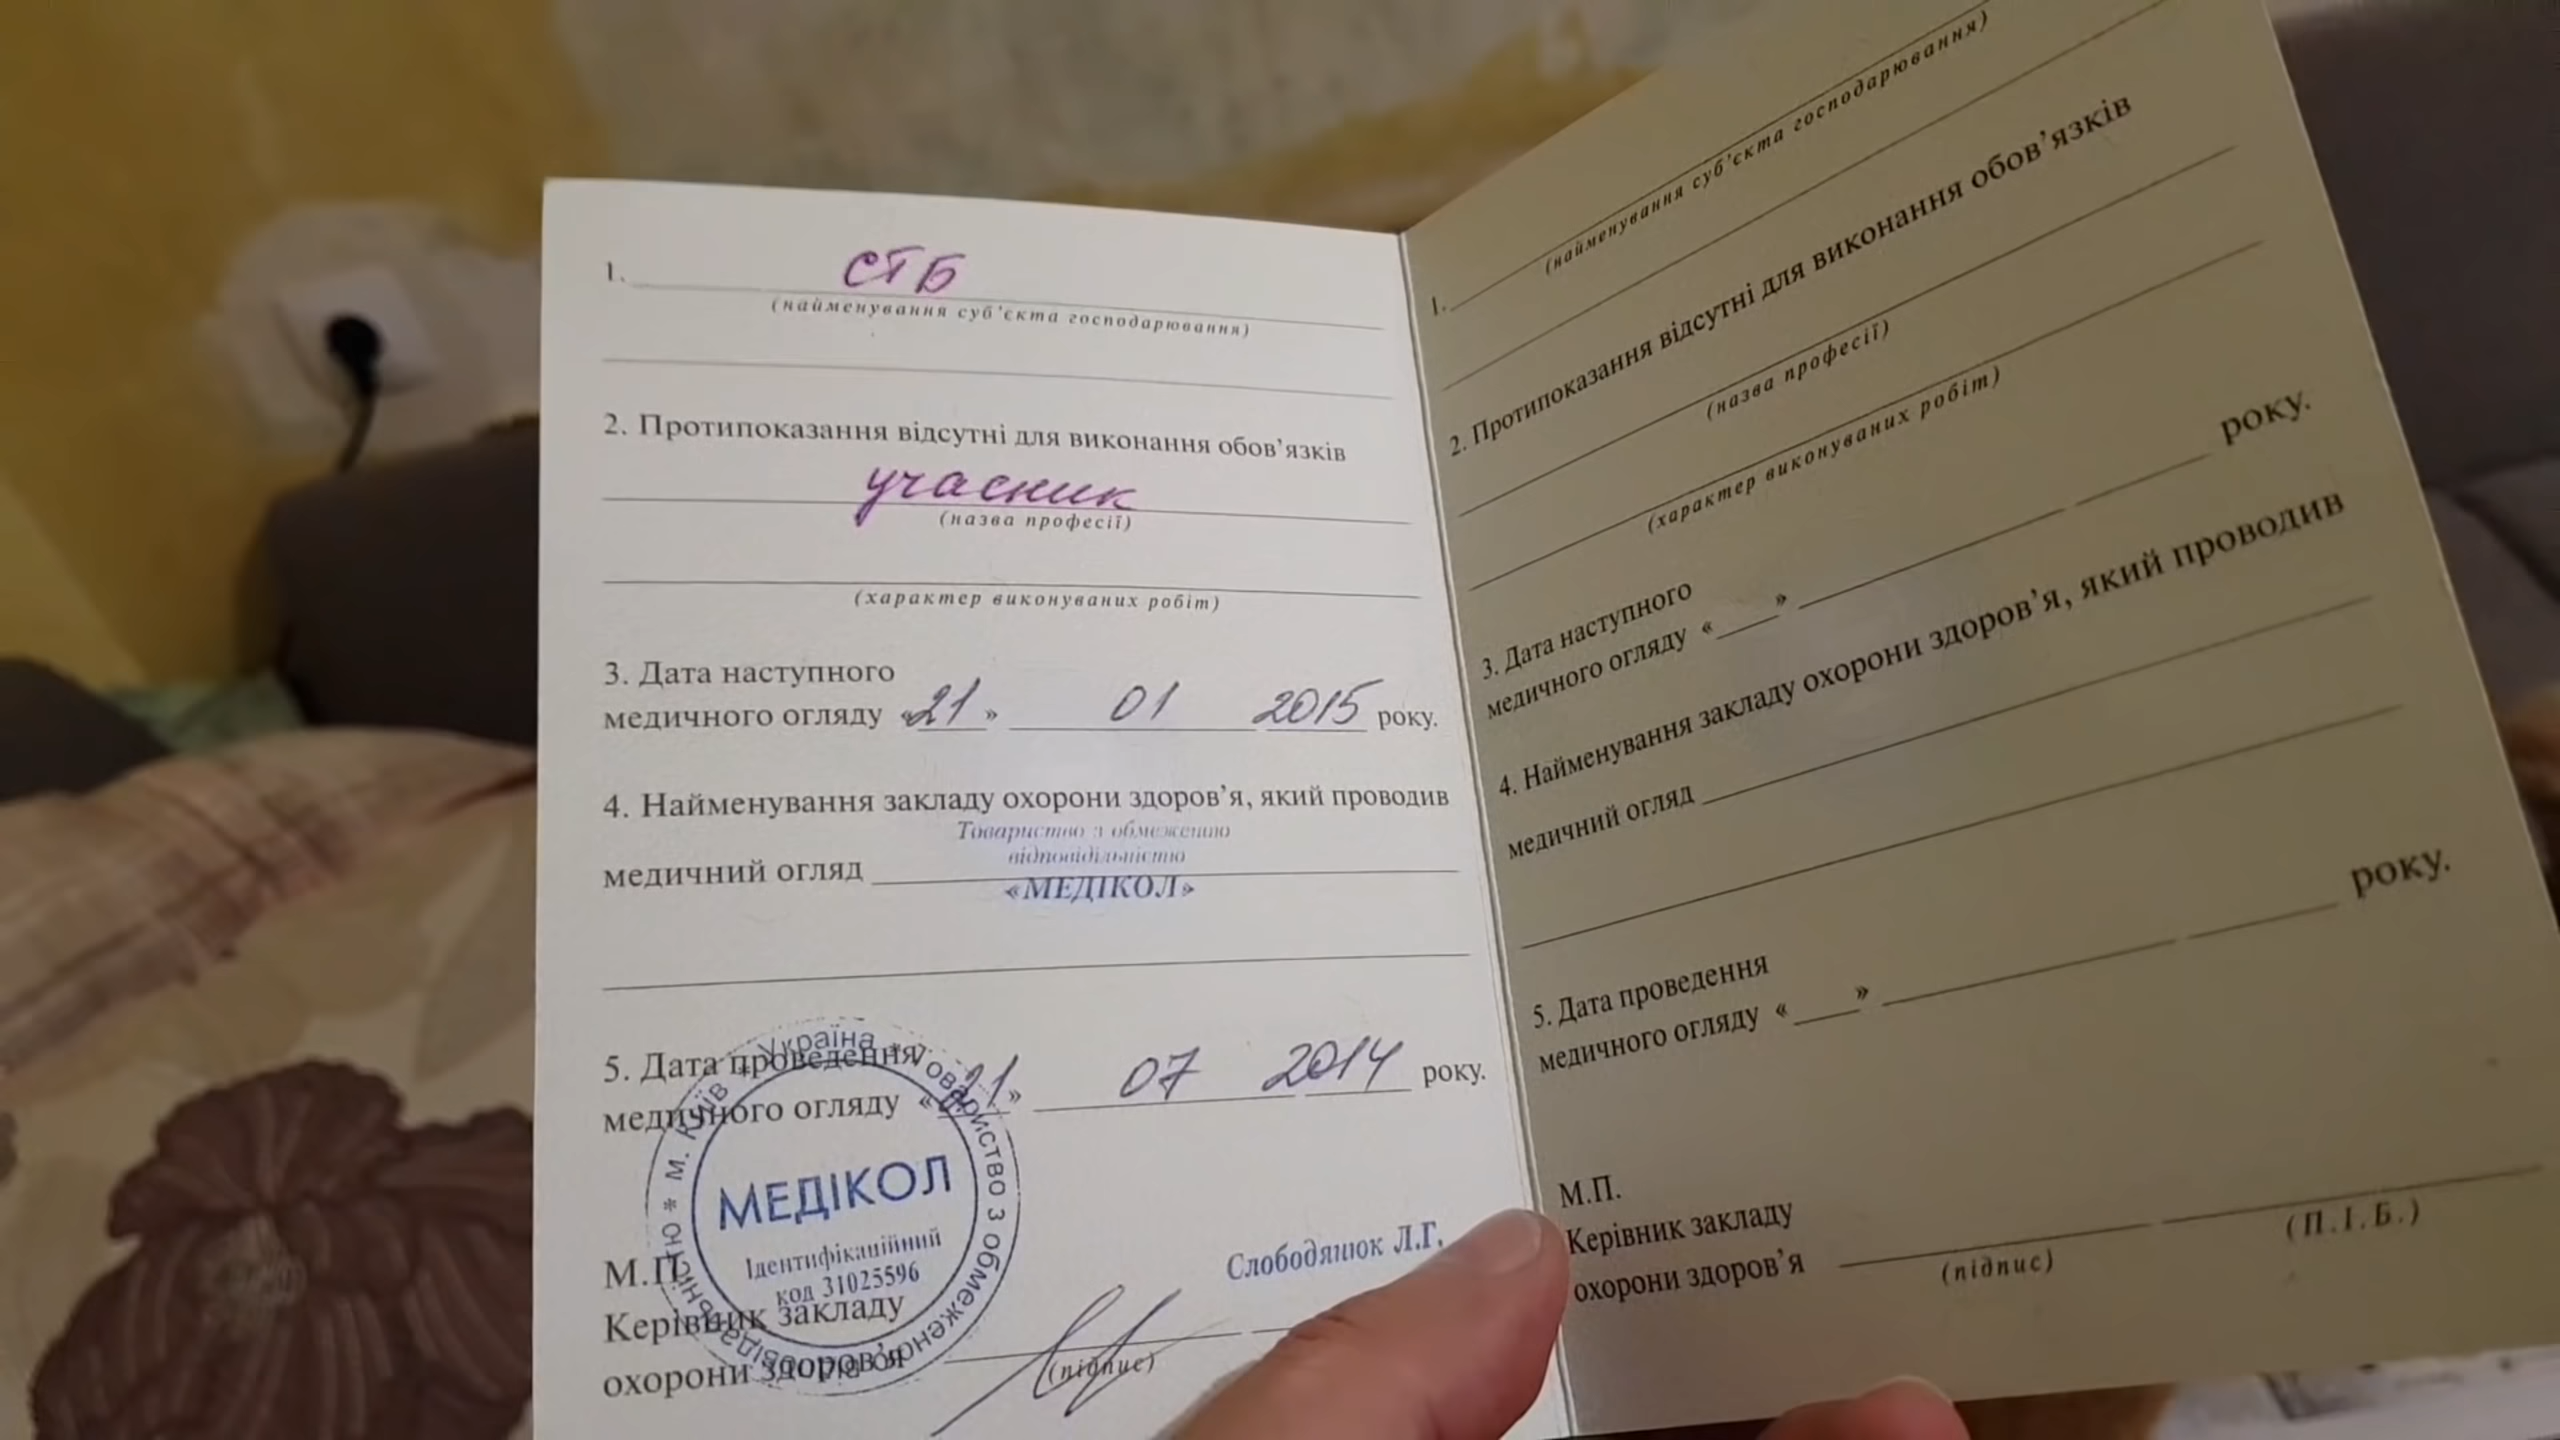 1. СТБ
(найменування суб'єкта господарювання)
2. Протипоказання відсутні для виконання обов'язків
учасник
(назва професії)
(характер виконуваних робіт)
3. Дата наступного
медичного огляду «21» 01 2015 року.
4. Найменування закладу охорони здоров'я, який проводив
Товариство з обмеженою
відповідільністю
медичний огляд
«МЕДІКОЛ»
5. Дата проведення
медичного огляду «21» 07 2014 року.
Україна * Товариство з обмеженою відповідальністю * м. Київ *
МЕДІКОЛ
Ідентифікаційний
код 31025596
М.П.
Слободянюк Л.Г.
Керівник закладу
охорони здоров'я
(підпис)
1.
(найменування суб'єкта господарювання)
2. Протипоказання відсутні для виконання обов'язків
(назва професії)
(характер виконуваних робіт)
3. Дата наступного
медичного огляду « » року.
4. Найменування закладу охорони здоров'я, який проводив
медичний огляд
5. Дата проведення
медичного огляду « » року.
М.П.
Керівник закладу
охорони здоров'я
(підпис) (П.І.Б.)